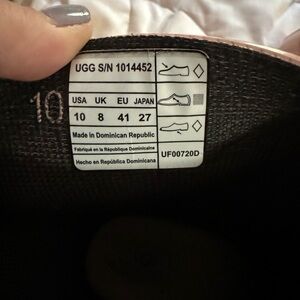 UGG S/N 1014452
USA UK EU JAPAN
10 8 41 27
Made in Dominican Republic
Fabriqué en la République Dominicaine
Hecho en República Dominicana
UF00720D
10